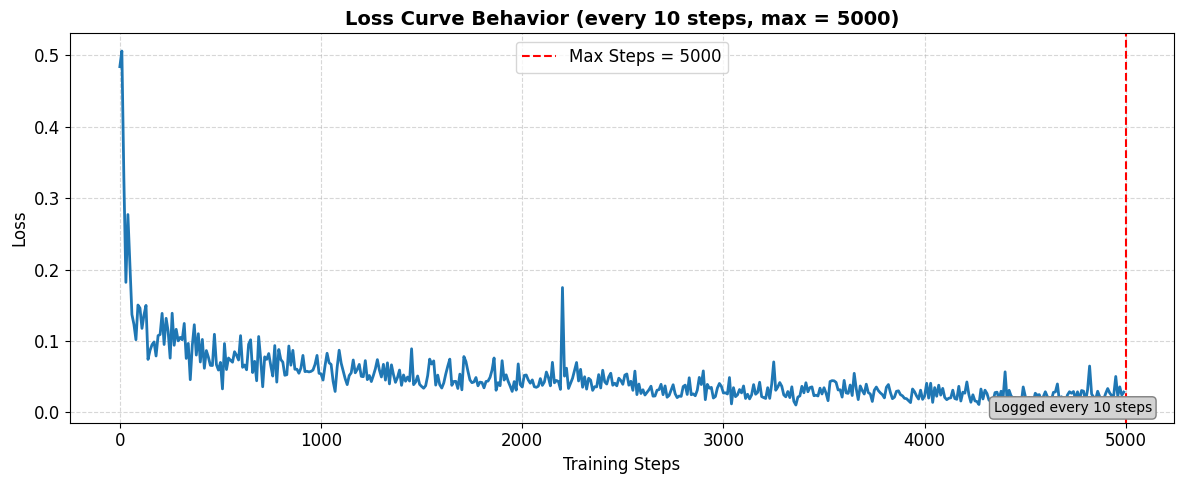 Loss Curve Behavior (every 10 steps, max = 5000)
Max Steps = 5000
0.5
0.4
0.3
0.2
0.1
0.0
Loss
Logged every 10 steps
0 1000 2000 3000 4000 5000
Training Steps